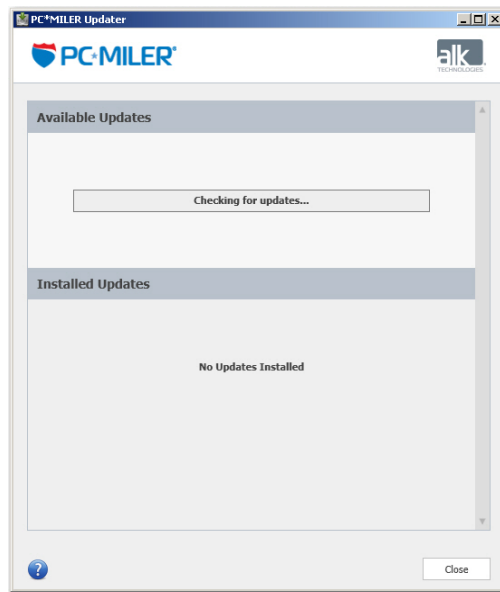 PC*MILER Updater
PC*MILER®
alk
TECHNOLOGIES
Available Updates
Checking for updates...
Installed Updates
No Updates Installed
?
Close